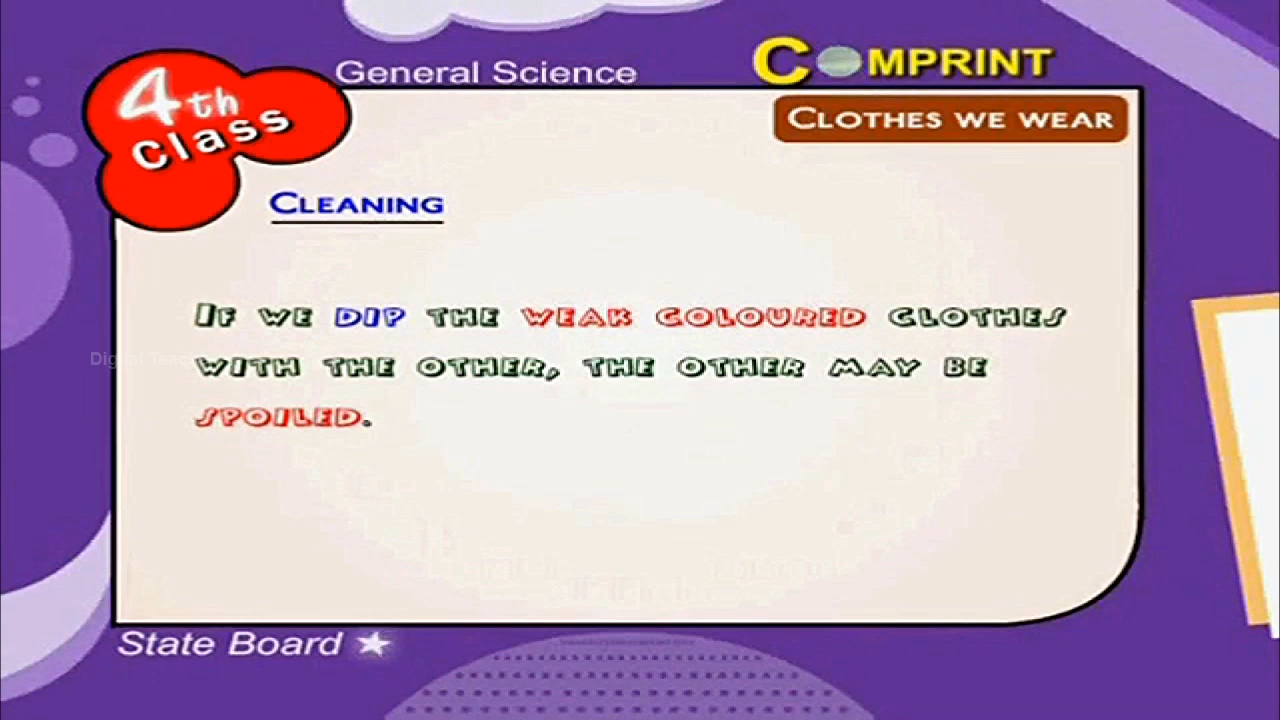 General Science
COMPRINT
4th
Class
CLOTHES WE WEAR
CLEANING
IF WE DIP THE WEAK COLOURED CLOTHES
WITH THE OTHER, THE OTHER MAY BE
SPOILED.
Digital
State Board